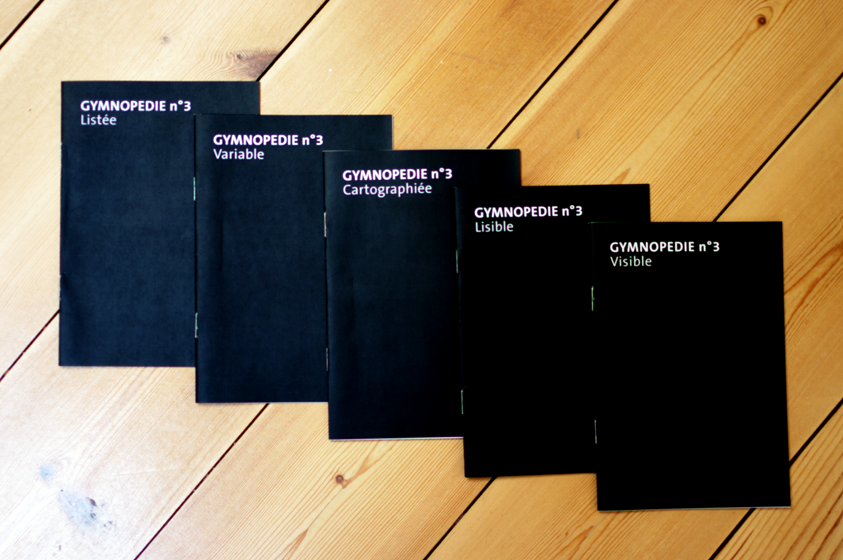 GYMNOPEDIE n°3
Listée
GYMNOPEDIE n°3
Variable
GYMNOPEDIE n°3
Cartographiée
GYMNOPEDIE n°3
Lisible
GYMNOPEDIE n°3
Visible